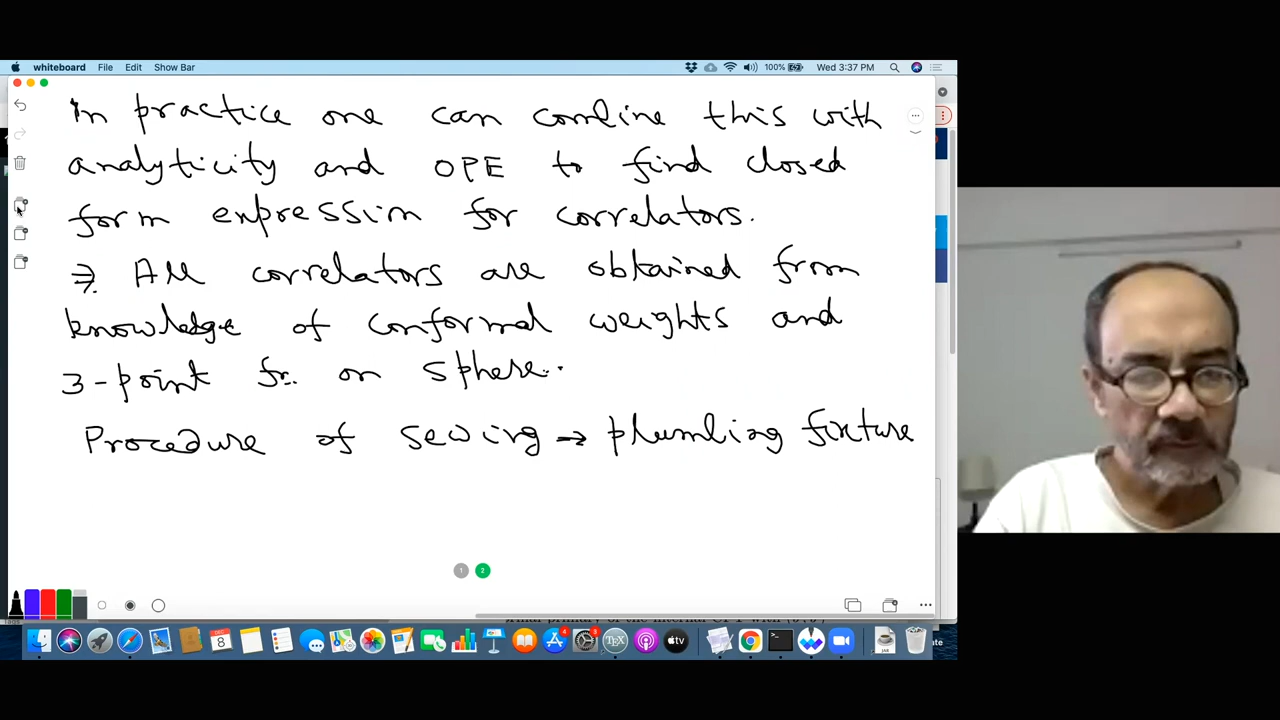 whiteboard File Edit Show Bar 100% Wed 3:37 PM
In practice one can combine this with
analyticity and OPE to find closed
form expression for correlators.
⇒ All correlators are obtained from
knowledge of conformal weights and
3-point fn. on sphere.
Procedure of sewing → plumbing fixture
1 2